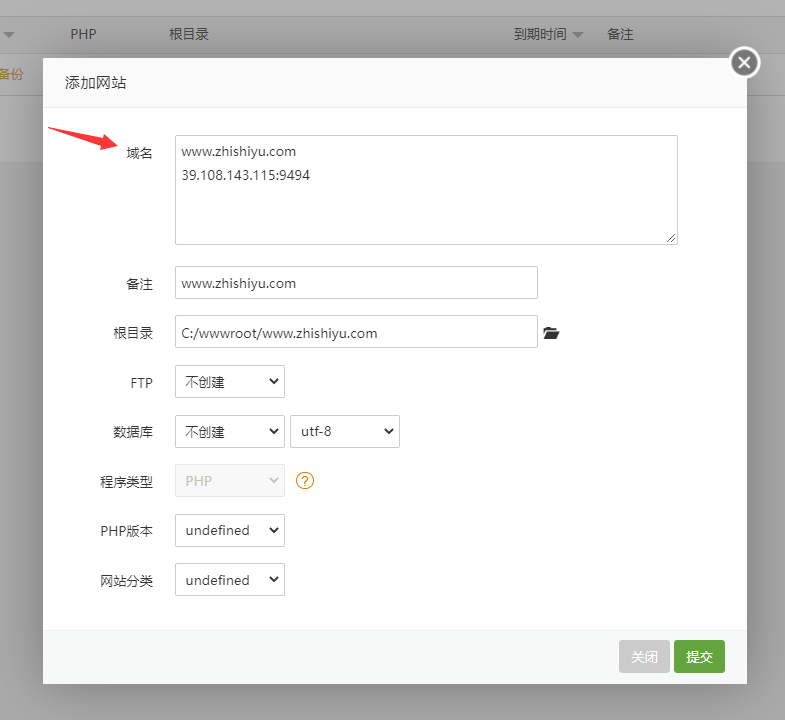 PHP 根目录 到期时间 备注
备份
添加网站
域名
www.zhishiyu.com
39.108.143.115:9494
备注 www.zhishiyu.com
根目录 C:/wwwroot/www.zhishiyu.com
FTP 不创建
数据库 不创建 utf-8
程序类型 PHP ?
PHP版本 undefined
网站分类 undefined
关闭 提交